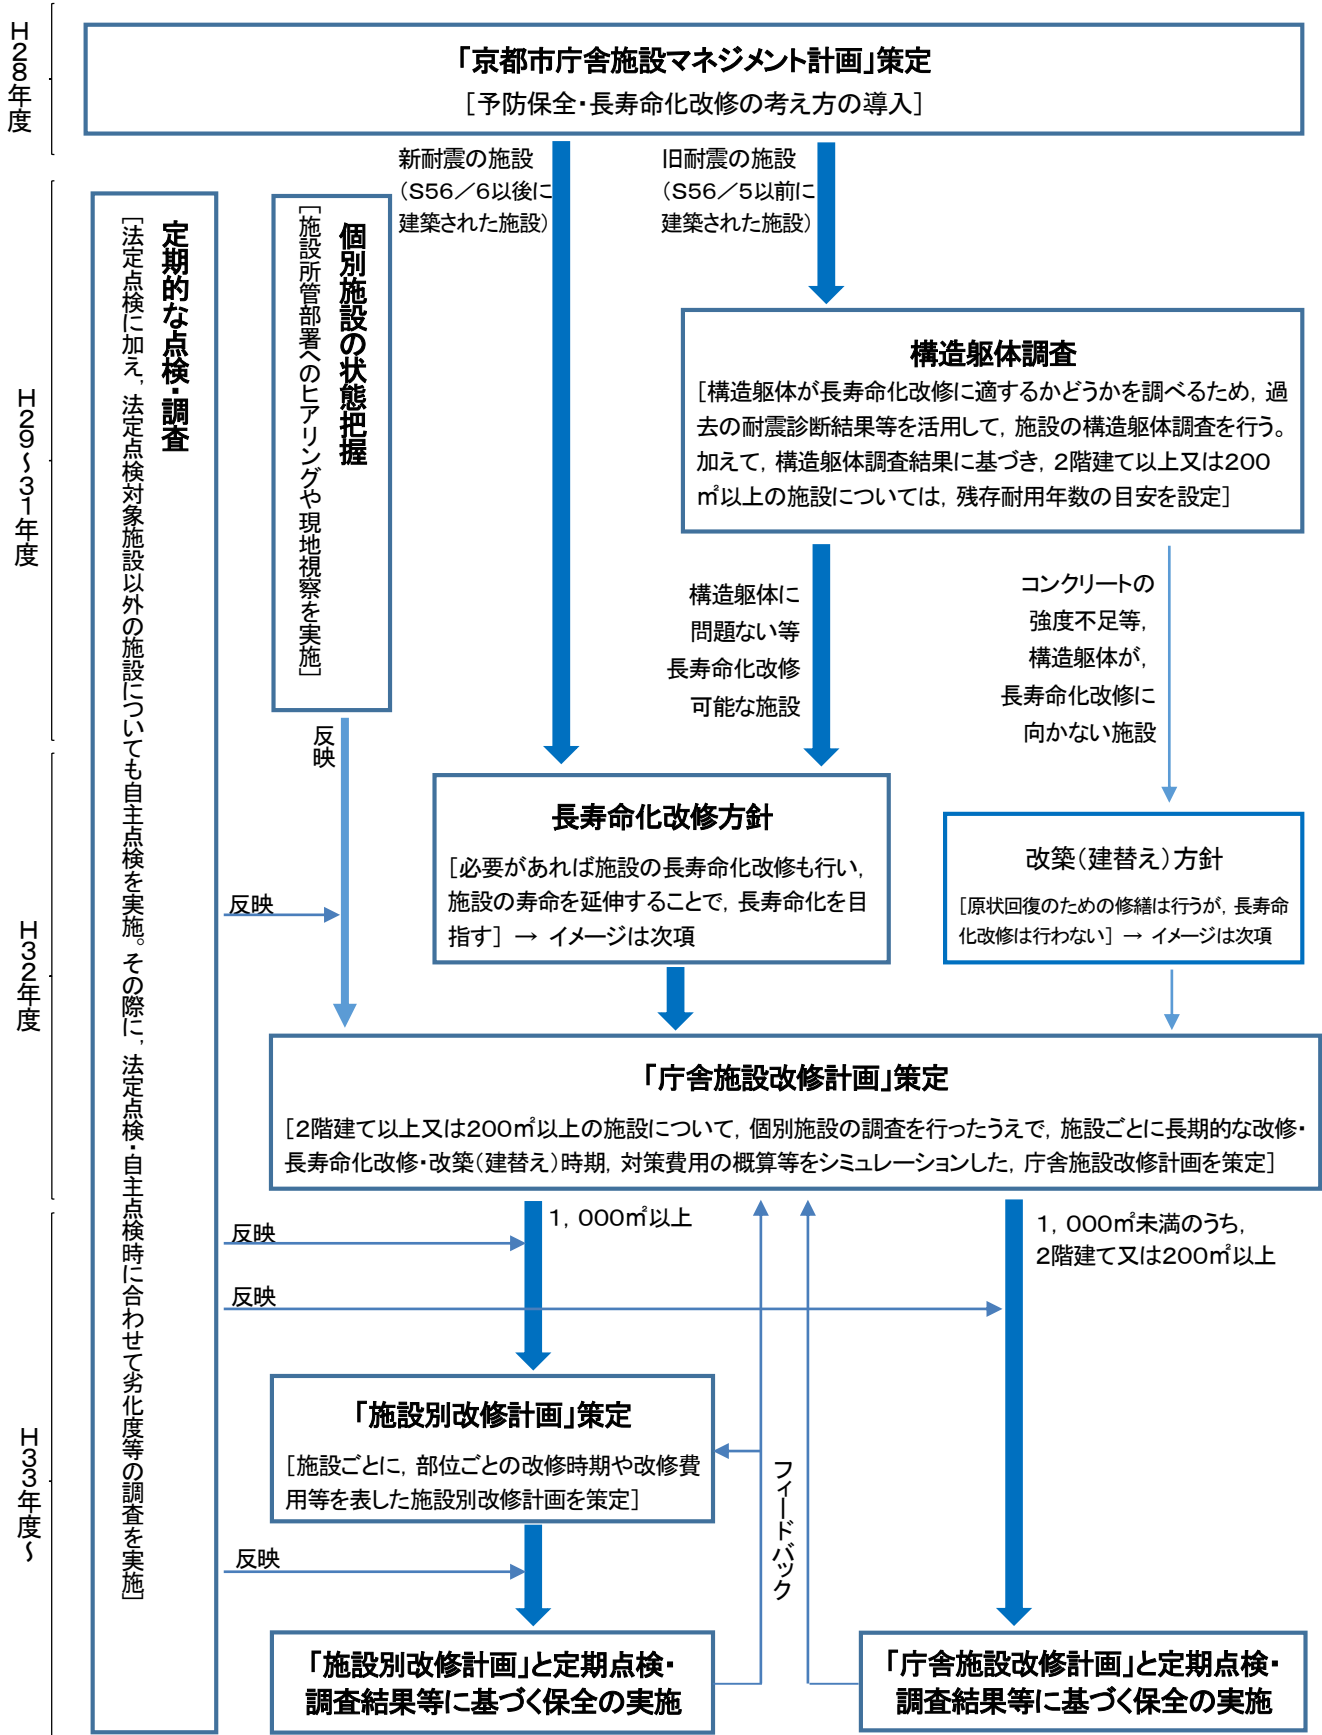 H28年度
「京都市庁舎施設マネジメント計画」策定
［予防保全・長寿命化改修の考え方の導入］
新耐震の施設
（S56／6以後に
建築された施設）
旧耐震の施設
（S56／5以前に
建築された施設）
H29～31年度
定期的な点検・調査
［法定点検に加え，法定点検対象施設以外の施設についても自主点検を実施。その際に，法定点検・自主点検時に合わせて劣化度等の調査を実施］
個別施設の状態把握
［施設所管部署へのヒアリングや現地視察を実施］
構造躯体調査
［構造躯体が長寿命化改修に適するかどうかを調べるため，過
去の耐震診断結果等を活用して，施設の構造躯体調査を行う。
加えて，構造躯体調査結果に基づき，2階建て以上又は200
㎡以上の施設については，残存耐用年数の目安を設定］
構造躯体に
問題ない等
長寿命化改修
可能な施設
コンクリートの
強度不足等，
構造躯体が，
長寿命化改修に
向かない施設
反映
H32年度
長寿命化改修方針
［必要があれば施設の長寿命化改修も行い，
施設の寿命を延伸することで，長寿命化を目
指す］ → イメージは次項
改築（建替え）方針
［原状回復のための修繕は行うが，長寿命
化改修は行わない］ → イメージは次項
反映
「庁舎施設改修計画」策定
［2階建て以上又は200㎡以上の施設について，個別施設の調査を行ったうえで，施設ごとに長期的な改修・
長寿命化改修・改築（建替え）時期，対策費用の概算等をシミュレーションした，庁舎施設改修計画を策定］
H33年度～
1，000㎡以上
1，000㎡未満のうち，
2階建て又は200㎡以上
反映
反映
「施設別改修計画」策定
［施設ごとに，部位ごとの改修時期や改修費
用等を表した施設別改修計画を策定］
フィードバック
反映
「施設別改修計画」と定期点検・
調査結果等に基づく保全の実施
「庁舎施設改修計画」と定期点検・
調査結果等に基づく保全の実施